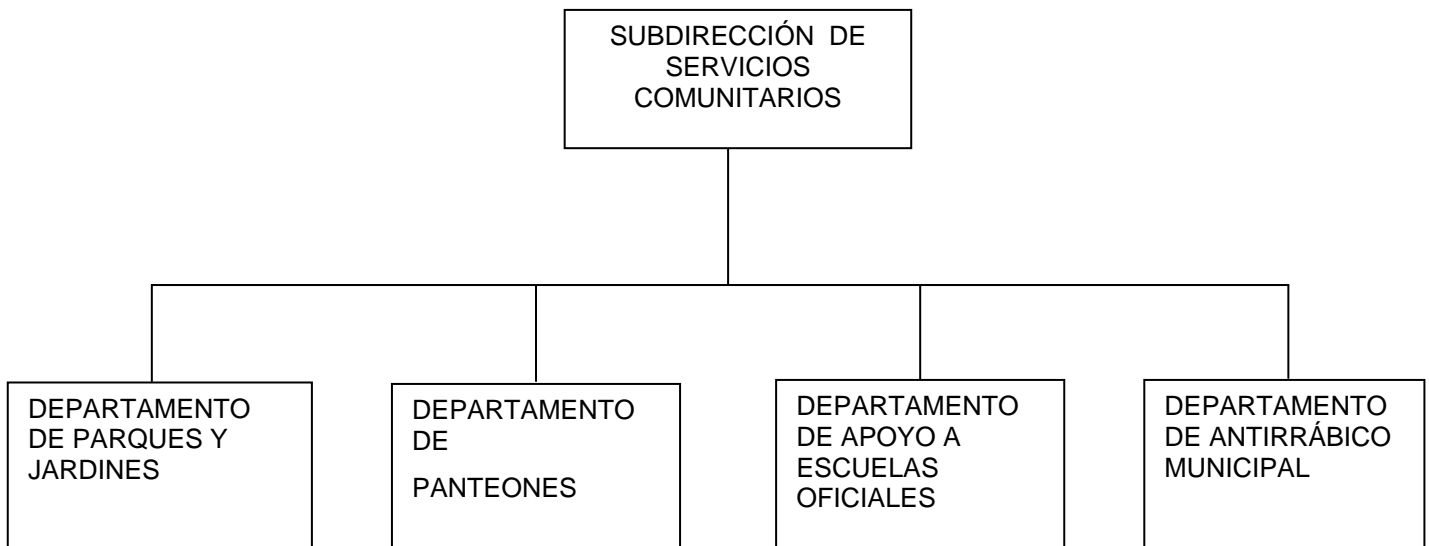 SUBDIRECCIÓN DE
SERVICIOS
COMUNITARIOS
DEPARTAMENTO
DE PARQUES Y
JARDINES
DEPARTAMENTO
DE
PANTEONES
DEPARTAMENTO
DE APOYO A
ESCUELAS
OFICIALES
DEPARTAMENTO
DE ANTIRRÁBICO
MUNICIPAL